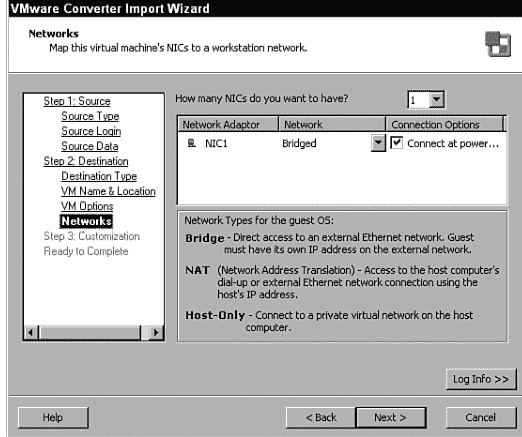 VMware Converter Import Wizard
Networks
Map this virtual machine's NICs to a workstation network.
Step 1: Source
Source Type
Source Login
Source Data
Step 2: Destination
Destination Type
VM Name & Location
VM Options
Networks
Step 3: Customization
Ready to Complete
How many NICs do you want to have? 1
Network Adaptor Network Connection Options
NIC1 Bridged Connect at power...
Network Types for the guest OS:
Bridge - Direct access to an external Ethernet network. Guest
must have its own IP address on the external network.
NAT (Network Address Translation) - Access to the host computer's
dial-up or external Ethernet network connection using the
host's IP address.
Host-Only - Connect to a private virtual network on the host
computer.
Log Info >>
Help < Back Next > Cancel